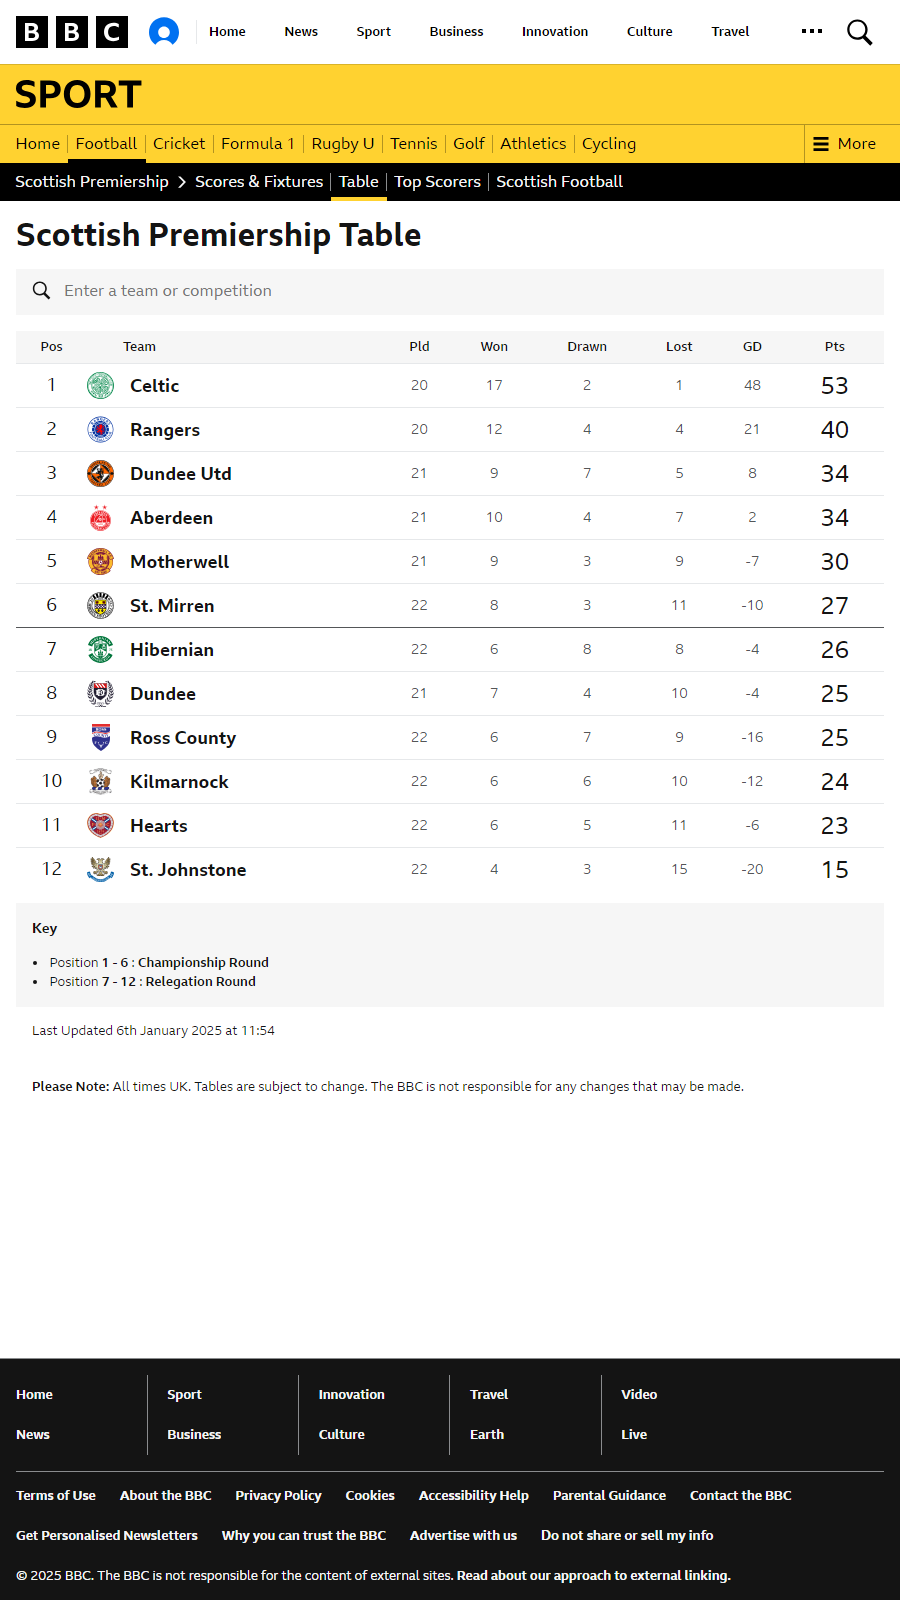 BBC Home News Sport Business Innovation Culture Travel
SPORT
Home Football Cricket Formula 1 Rugby U Tennis Golf Athletics Cycling More
Scottish Premiership Scores & Fixtures Table Top Scorers Scottish Football
Scottish Premiership Table
Enter a team or competition
Pos Team Pld Won Drawn Lost GD Pts
1 Celtic 20 17 2 1 48 53
2 Rangers 20 12 4 4 21 40
3 Dundee Utd 21 9 7 5 8 34
4 Aberdeen 21 10 4 7 2 34
5 Motherwell 21 9 3 9 -7 30
6 St. Mirren 22 8 3 11 -10 27
7 Hibernian 22 6 8 8 -4 26
8 Dundee 21 7 4 10 -4 25
9 Ross County 22 6 7 9 -16 25
10 Kilmarnock 22 6 6 10 -12 24
11 Hearts 22 6 5 11 -6 23
12 St. Johnstone 22 4 3 15 -20 15
Key
• Position 1 - 6 : Championship Round
• Position 7 - 12 : Relegation Round
Last Updated 6th January 2025 at 11:54
Please Note: All times UK. Tables are subject to change. The BBC is not responsible for any changes that may be made.
Home Sport Innovation Travel Video
News Business Culture Earth Live
Terms of Use About the BBC Privacy Policy Cookies Accessibility Help Parental Guidance Contact the BBC
Get Personalised Newsletters Why you can trust the BBC Advertise with us Do not share or sell my info
© 2025 BBC. The BBC is not responsible for the content of external sites. Read about our approach to external linking.